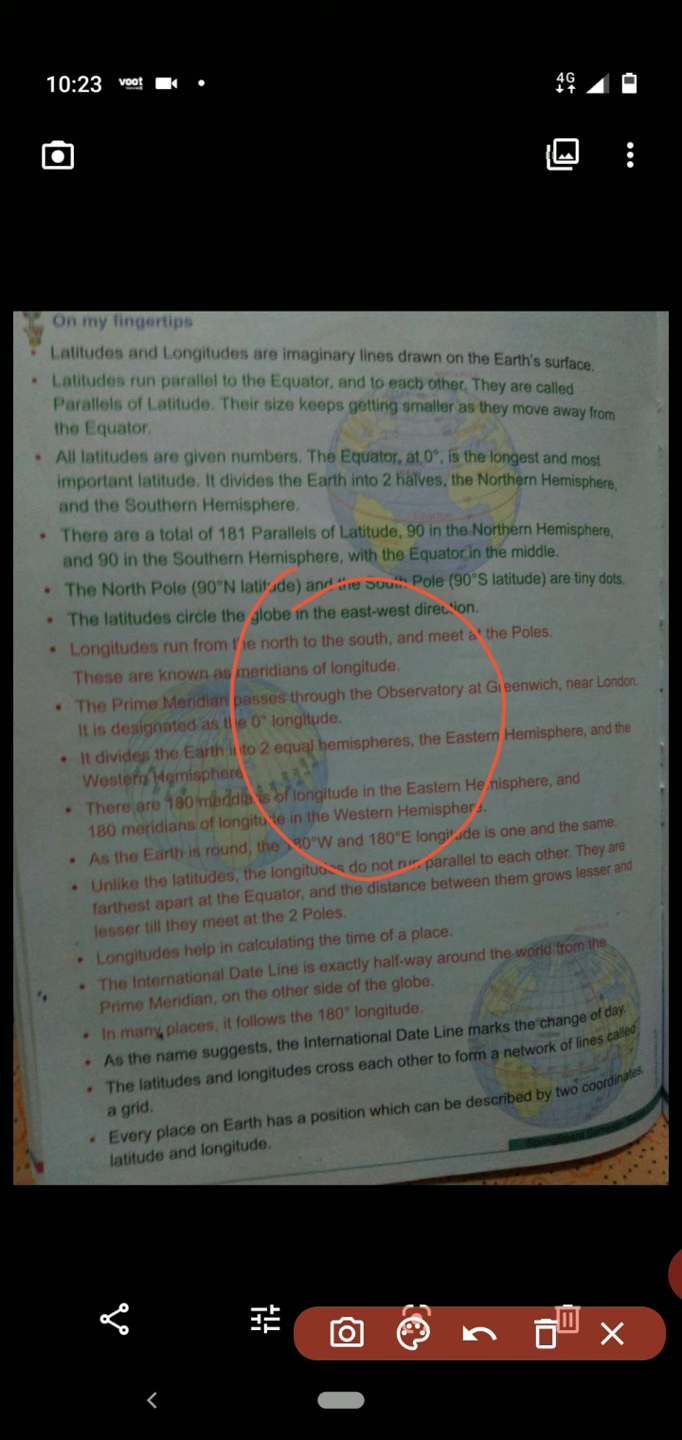 10:23
voot
4G
On my fingertips
• Latitudes and Longitudes are imaginary lines drawn on the Earth's surface.
• Latitudes run parallel to the Equator, and to each other. They are called
Parallels of Latitude. Their size keeps getting smaller as they move away from
the Equator.
• All latitudes are given numbers. The Equator, at 0°, is the longest and most
important latitude. It divides the Earth into 2 halves, the Northern Hemisphere,
and the Southern Hemisphere.
• There are a total of 181 Parallels of Latitude, 90 in the Northern Hemisphere,
and 90 in the Southern Hemisphere, with the Equator in the middle.
• The North Pole (90°N latitude) and the South Pole (90°S latitude) are tiny dots.
• The latitudes circle the globe in the east-west direction.
• Longitudes run from the north to the south, and meet at the Poles.
These are known as meridians of longitude.
• The Prime Meridian passes through the Observatory at Greenwich, near London.
It is designated as the 0° longitude.
• It divides the Earth into 2 equal hemispheres, the Eastern Hemisphere, and the
Western Hemisphere.
• There are 180 meridians of longitude in the Eastern Hemisphere, and
180 meridians of longitude in the Western Hemisphere.
• As the Earth is round, the 180°W and 180°E longitude is one and the same.
• Unlike the latitudes, the longitudes do not run parallel to each other. They are
farthest apart at the Equator, and the distance between them grows lesser and
lesser till they meet at the 2 Poles.
• Longitudes help in calculating the time of a place.
• The International Date Line is exactly half-way around the world from the
Prime Meridian, on the other side of the globe.
• In many places, it follows the 180° longitude.
• As the name suggests, the International Date Line marks the change of day.
• The latitudes and longitudes cross each other to form a network of lines called
a grid.
• Every place on Earth has a position which can be described by two coordinates,
latitude and longitude.